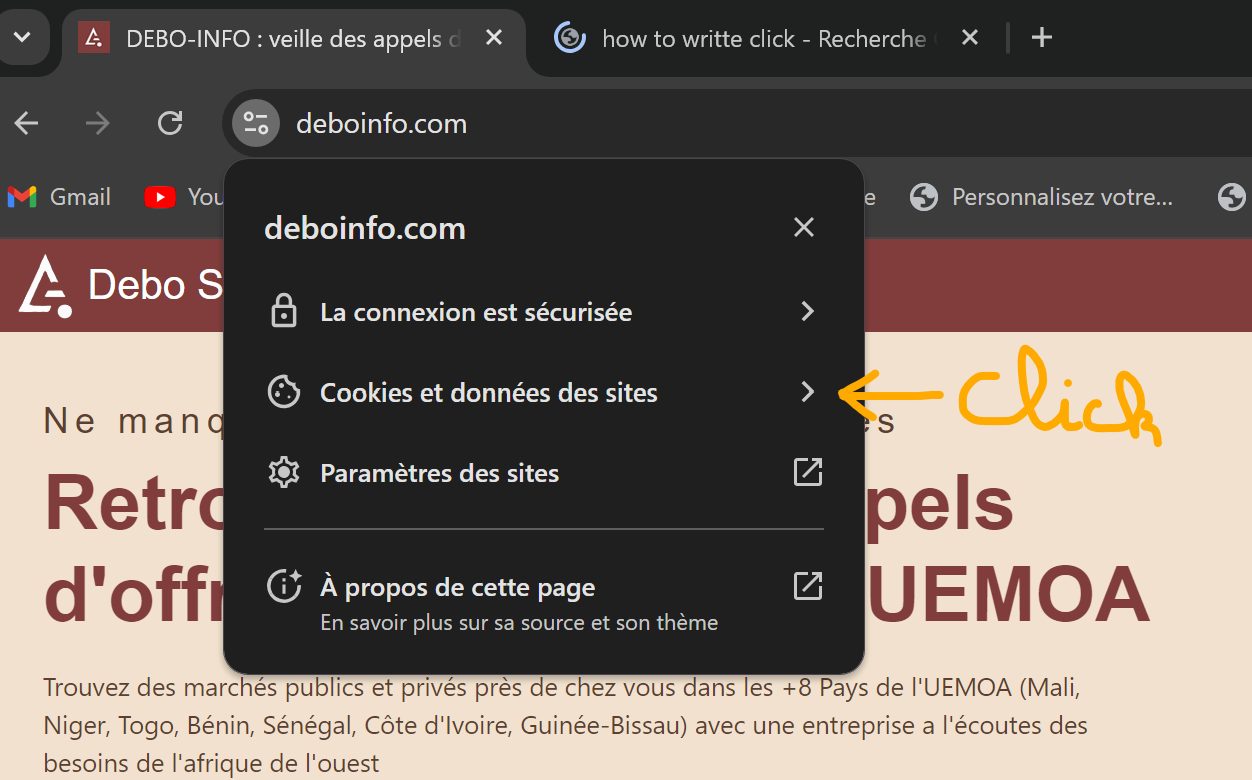 DEBO-INFO : veille des appels d
how to writte click - Recherche
deboinfo.com
Gmail
You
e
Personnalisez votre...
deboinfo.com
Debo S
La connexion est sécurisée
Cookies et données des sites
Click
Ne manq
es
Paramètres des sites
Retro
pels
d'offr
UEMOA
À propos de cette page
En savoir plus sur sa source et son thème
Trouvez des marchés publics et privés près de chez vous dans les +8 Pays de l'UEMOA (Mali,
Niger, Togo, Bénin, Sénégal, Côte d'Ivoire, Guinée-Bissau) avec une entreprise a l'écoutes des
besoins de l'afrique de l'ouest